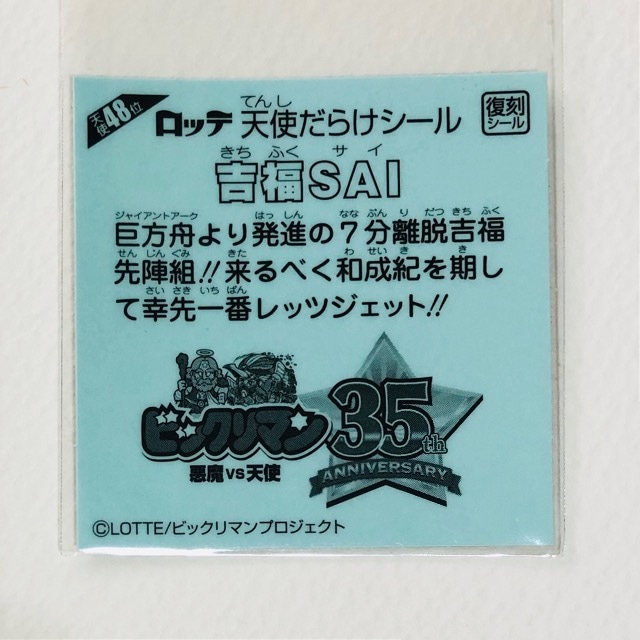 天使48位
ロッテ 天使だらけシール
てんし
復刻
シール
きち ふく サイ
吉福SAI
ジャイアントアーク はっ しん なな ぷん り だつ きち ふく
巨方舟より発進の7分離脱吉福
せん じん ぐみ きた わ せい き き
先陣組!!来るべく和成紀を期し
さい さき いち ばん
て幸先一番レッツジェット!!
ビックリマン
悪魔VS天使
35th
ANNIVERSARY
©LOTTE/ビックリマンプロジェクト